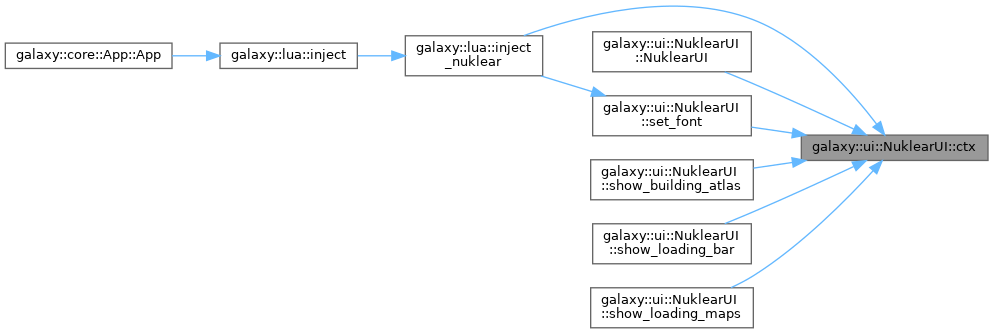 galaxy::core::App::App
galaxy::lua::inject
galaxy::lua::inject
_nuklear
galaxy::ui::NuklearUI
::NuklearUI
galaxy::ui::NuklearUI
::set_font
galaxy::ui::NuklearUI
::show_building_atlas
galaxy::ui::NuklearUI
::show_loading_bar
galaxy::ui::NuklearUI
::show_loading_maps
galaxy::ui::NuklearUI::ctx